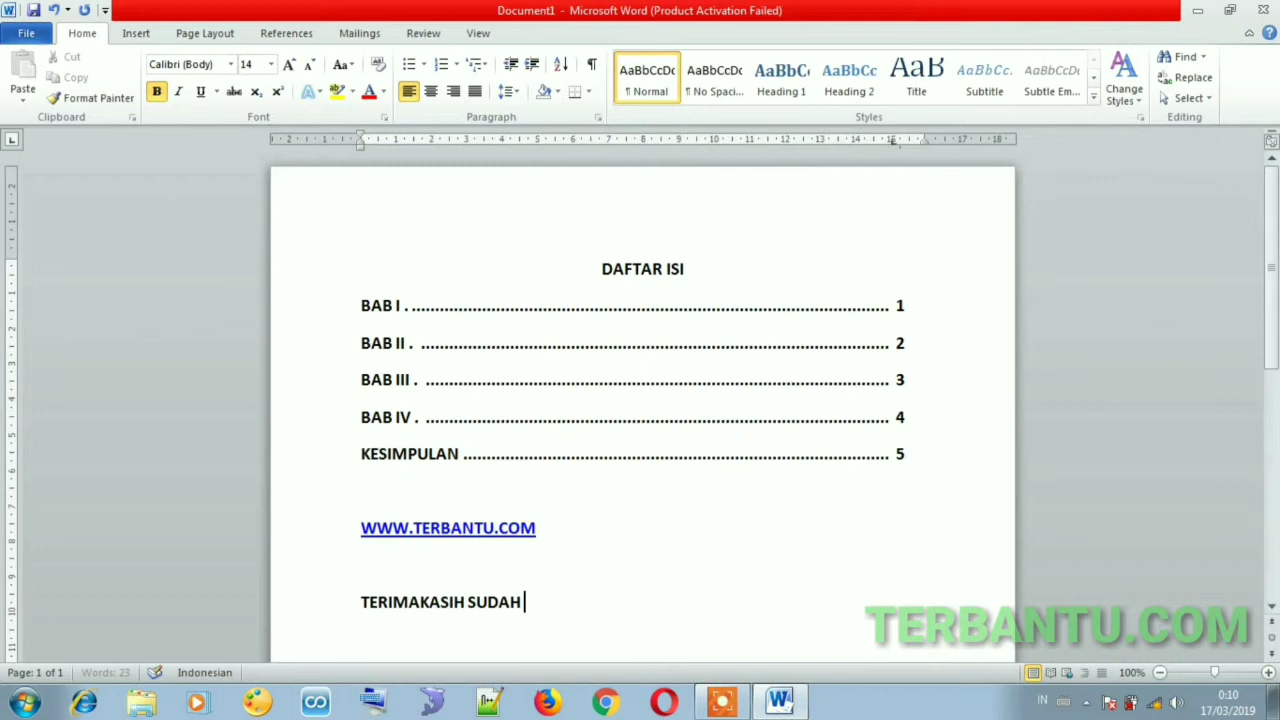 Document1 - Microsoft Word (Product Activation Failed)
File Home Insert Page Layout References Mailings Review View
Paste
Cut
Copy
Format Painter
Clipboard
Calibri (Body) 14
Font
Paragraph
AaBbCcDc AaBbCcDc AaBbCc AaBbCc AaB AaBbCc. AaBbCcDc
¶ Normal ¶ No Spaci... Heading 1 Heading 2 Title Subtitle Subtle Em...
Change Styles
Styles
Find
Replace
Select
Editing
DAFTAR ISI
BAB I . ................................................................................ 1
BAB II . ............................................................................... 2
BAB III . .............................................................................. 3
BAB IV . .............................................................................. 4
KESIMPULAN ........................................................................ 5
WWW.TERBANTU.COM
TERIMAKASIH SUDAH
TERBANTU.COM
Page: 1 of 1 Words: 23 Indonesian 100%
IN 0:10
17/03/2019